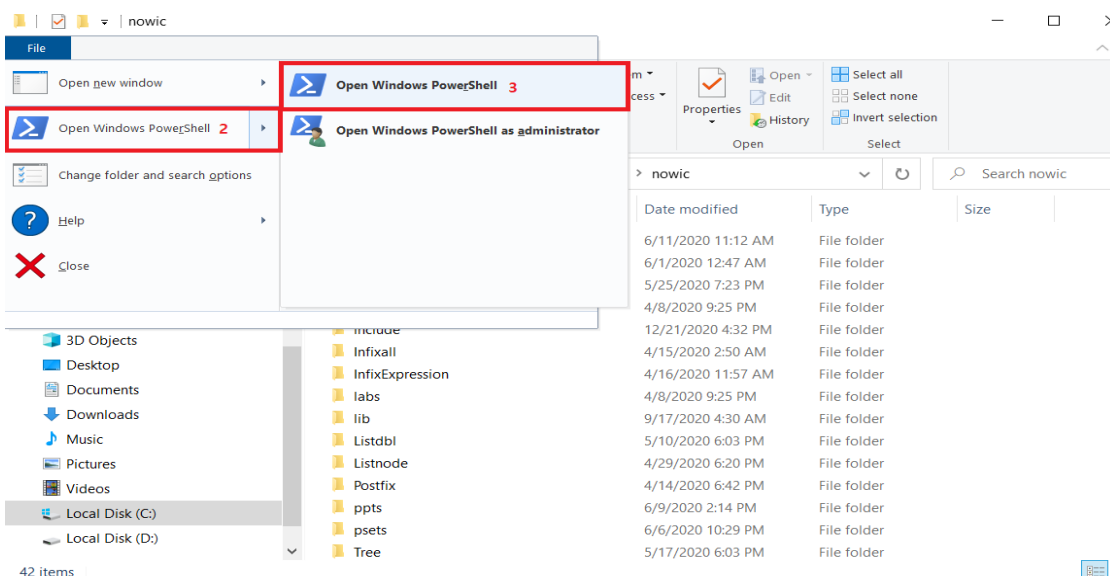 nowic
File
Open new window
Open Windows PowerShell 2
Change folder and search options
Help
Close
Open Windows PowerShell 3
Open Windows PowerShell as administrator
m
cess
Properties
Open
Edit
History
Open
Select all
Select none
Invert selection
Select
> nowic
Search nowic
Date modified Type Size
6/11/2020 11:12 AM File folder
6/1/2020 12:47 AM File folder
5/25/2020 7:23 PM File folder
4/8/2020 9:25 PM File folder
include 12/21/2020 4:32 PM File folder
Infixall 4/15/2020 2:50 AM File folder
InfixExpression 4/16/2020 11:57 AM File folder
labs 4/8/2020 9:25 PM File folder
lib 9/17/2020 4:30 AM File folder
Listdbl 5/10/2020 6:03 PM File folder
Listnode 4/29/2020 6:20 PM File folder
Postfix 4/14/2020 6:42 PM File folder
ppts 6/9/2020 2:14 PM File folder
psets 6/6/2020 10:29 PM File folder
Tree 5/17/2020 6:03 PM File folder
3D Objects
Desktop
Documents
Downloads
Music
Pictures
Videos
Local Disk (C:)
Local Disk (D:)
42 items